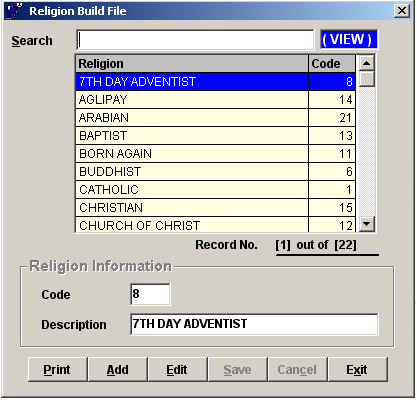 Religion Build File
Search ( VIEW )
Religion Code
7TH DAY ADVENTIST 8
AGLIPAY 14
ARABIAN 21
BAPTIST 13
BORN AGAIN 11
BUDDHIST 6
CATHOLIC 1
CHRISTIAN 15
CHURCH OF CHRIST 12
Record No. [1] out of [22]
Religion Information
Code 8
Description 7TH DAY ADVENTIST
Print Add Edit Save Cancel Exit